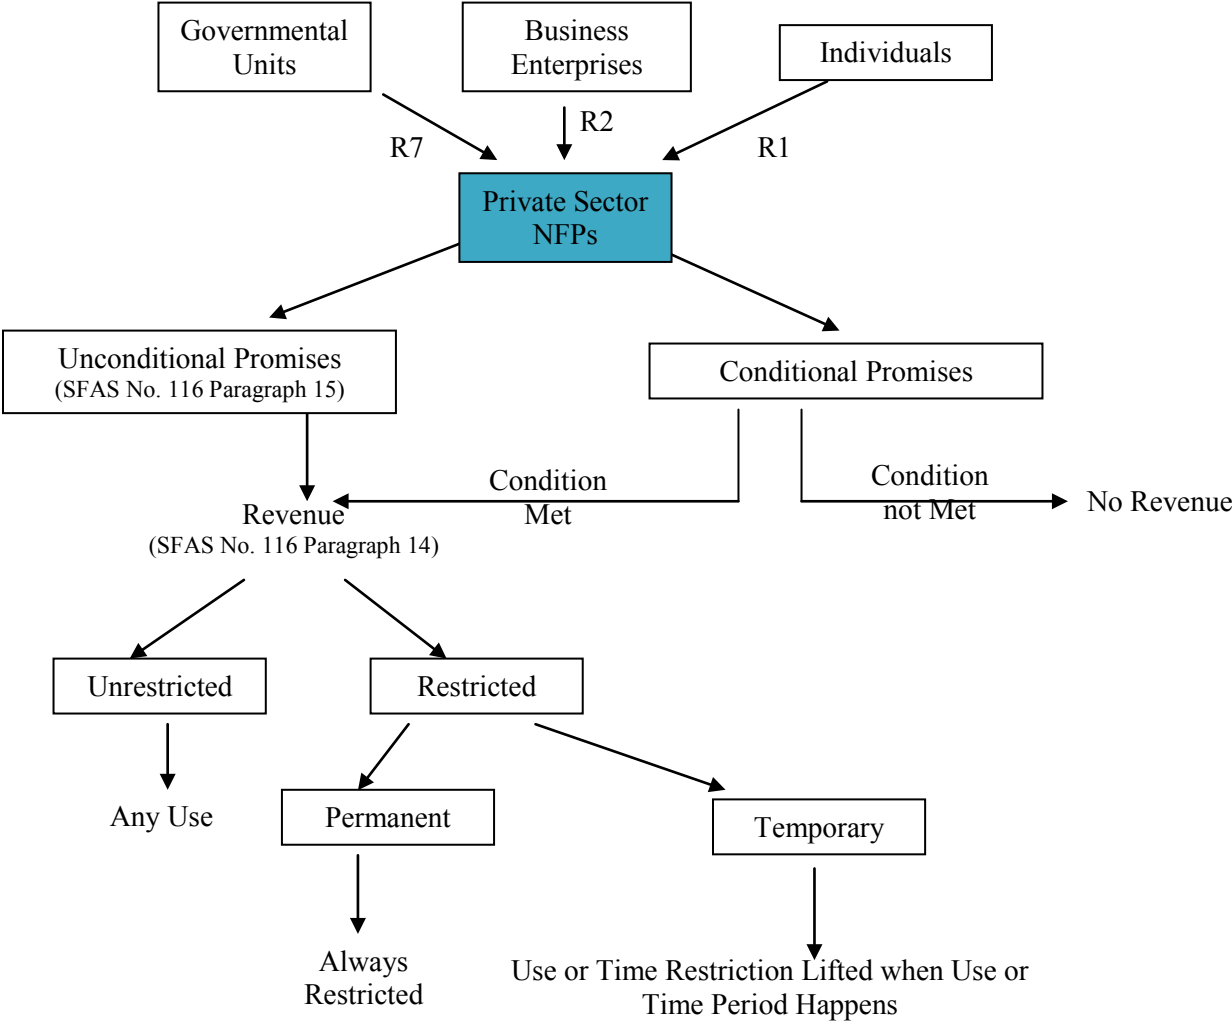 Governmental
Units
Business
Enterprises
Individuals
R7
R2
R1
Private Sector
NFPs
Unconditional Promises
(SFAS No. 116 Paragraph 15)
Conditional Promises
Condition
Met
Condition
not Met
No Revenue
Revenue
(SFAS No. 116 Paragraph 14)
Unrestricted
Restricted
Any Use
Permanent
Temporary
Always
Restricted
Use or Time Restriction Lifted when Use or
Time Period Happens